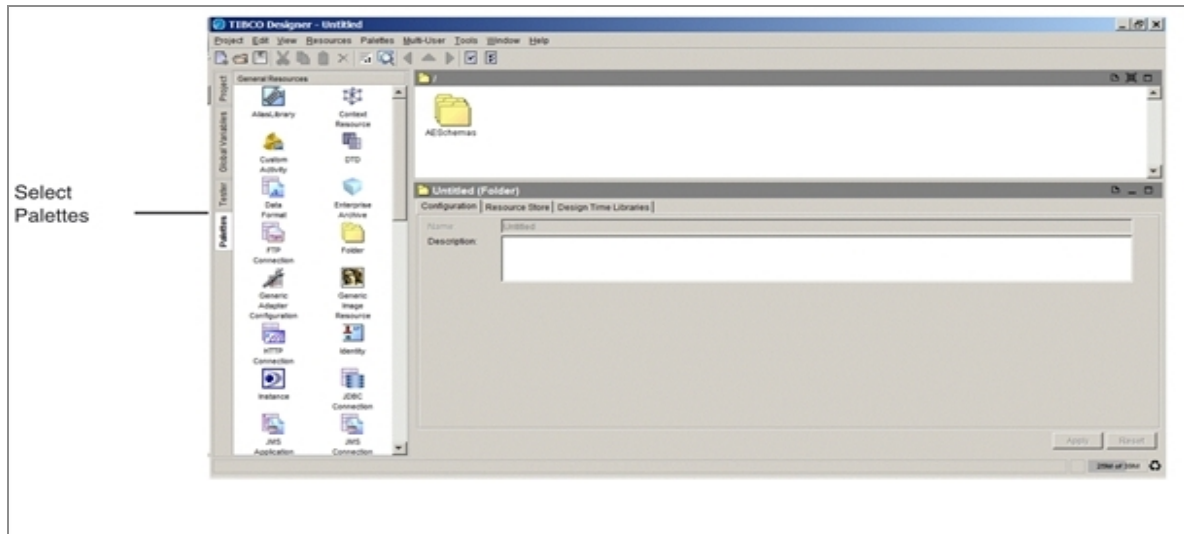 Select
Palettes
TIBCO Designer - Untitled
Project Edit View Resources Palettes Multi-User Tools Window Help
Project
Global Variables
Tester
Palettes
General Resources
AliasLibrary
Context
Resource
Custom
Activity
DTD
Data
Format
Enterprise
Archive
FTP
Connection
Folder
Generic
Adapter
Configuration
Generic
Image
Resource
HTTP
Connection
Identity
Instance
JDBC
Connection
JMS
Application
JMS
Connection
/
AESchemas
Untitled (Folder)
Configuration Resource Store Design Time Libraries
Name: Untitled
Description:
Apply Reset